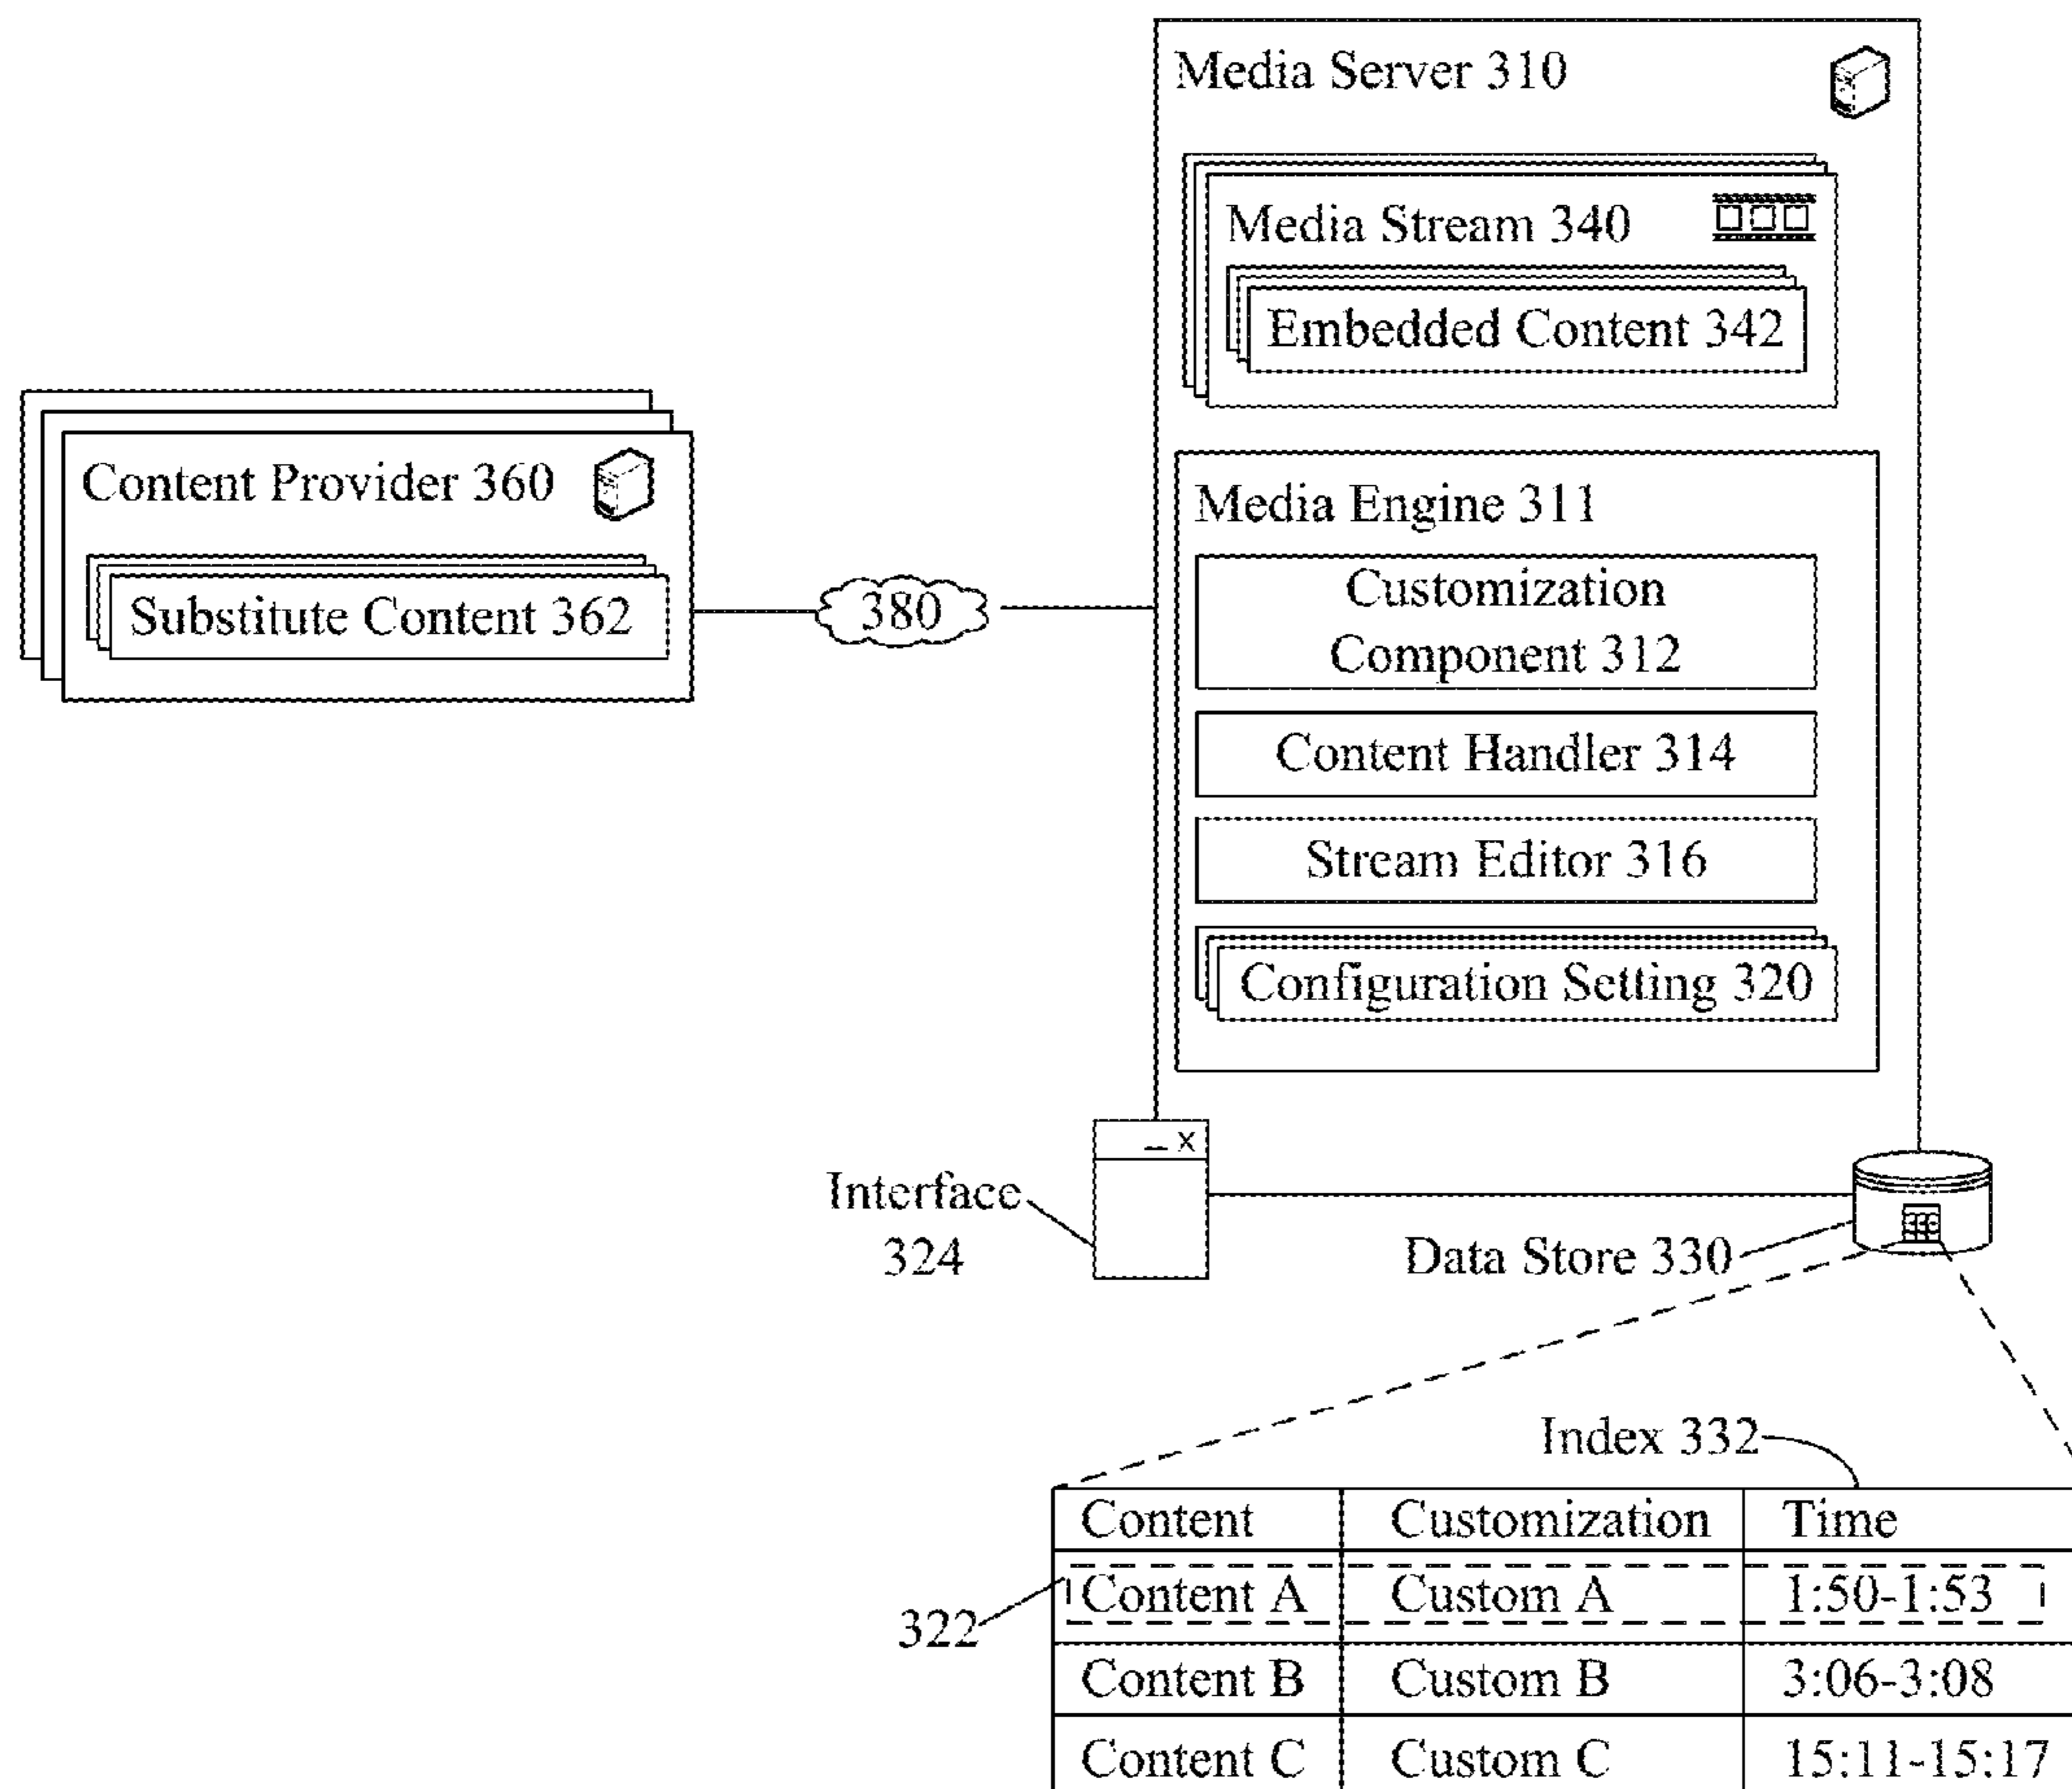 Media Server 310
Media Stream 340
Embedded Content 342
Content Provider 360
Substitute Content 362
380
Media Engine 311
Customization
Component 312
Content Handler 314
Stream Editor 316
Configuration Setting 320
_ X
Interface
324
Data Store 330
Index 332
Content Customization Time
Content A Custom A 1:50-1:53
322
Content B Custom B 3:06-3:08
Content C Custom C 15:11-15:17